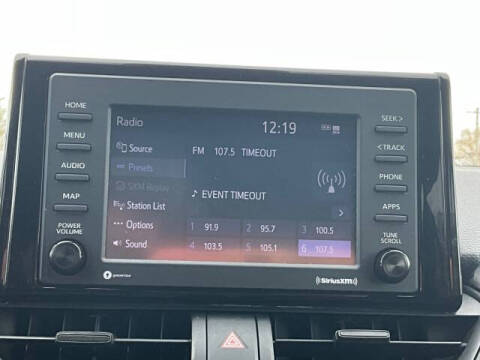 HOME
MENU
AUDIO
MAP
POWER
VOLUME
Radio
12:19
Source
Presets
SXM Replay
Station List
Options
Sound
FM 107.5 TIMEOUT
EVENT TIMEOUT
1 91.9
2 95.7
3 100.5
4 103.5
5 105.1
6 107.5
SEEK >
< TRACK
PHONE
APPS
TUNE
SCROLL
SiriusXM